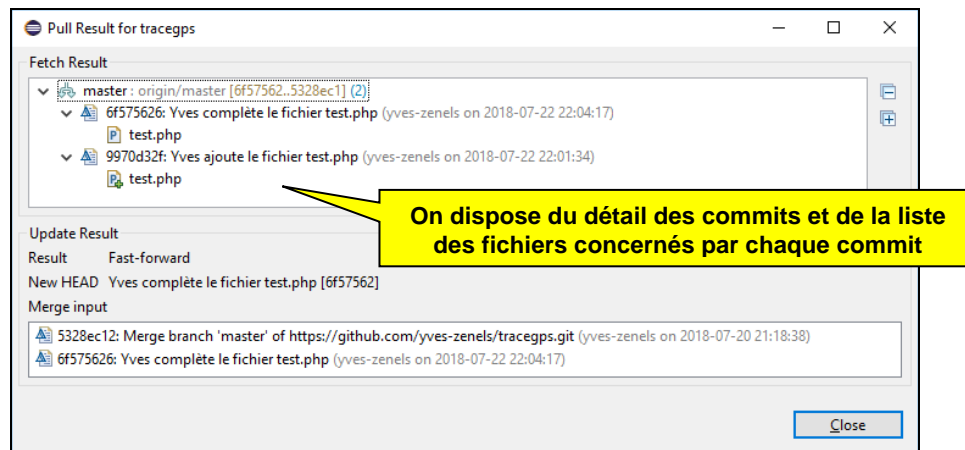 Pull Result for tracegps
Fetch Result
master : origin/master [6f57562..5328ec1] (2)
6f575626: Yves complète le fichier test.php (yves-zenels on 2018-07-22 22:04:17)
test.php
9970d32f: Yves ajoute le fichier test.php (yves-zenels on 2018-07-22 22:01:34)
test.php
On dispose du détail des commits et de la liste
des fichiers concernés par chaque commit
Update Result
Result Fast-forward
New HEAD Yves complète le fichier test.php [6f57562]
Merge input
5328ec12: Merge branch 'master' of https://github.com/yves-zenels/tracegps.git (yves-zenels on 2018-07-20 21:18:38)
6f575626: Yves complète le fichier test.php (yves-zenels on 2018-07-22 22:04:17)
Close